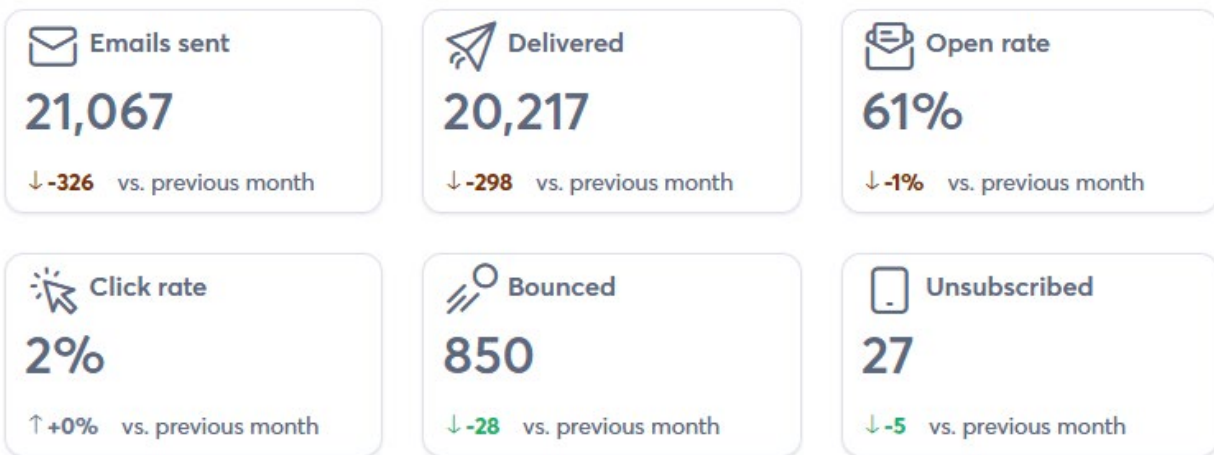 Emails sent
21,067
↓-326 vs. previous month
Delivered
20,217
↓-298 vs. previous month
Open rate
61%
↓-1% vs. previous month
Click rate
2%
↑+0% vs. previous month
Bounced
850
↓-28 vs. previous month
Unsubscribed
27
↓-5 vs. previous month